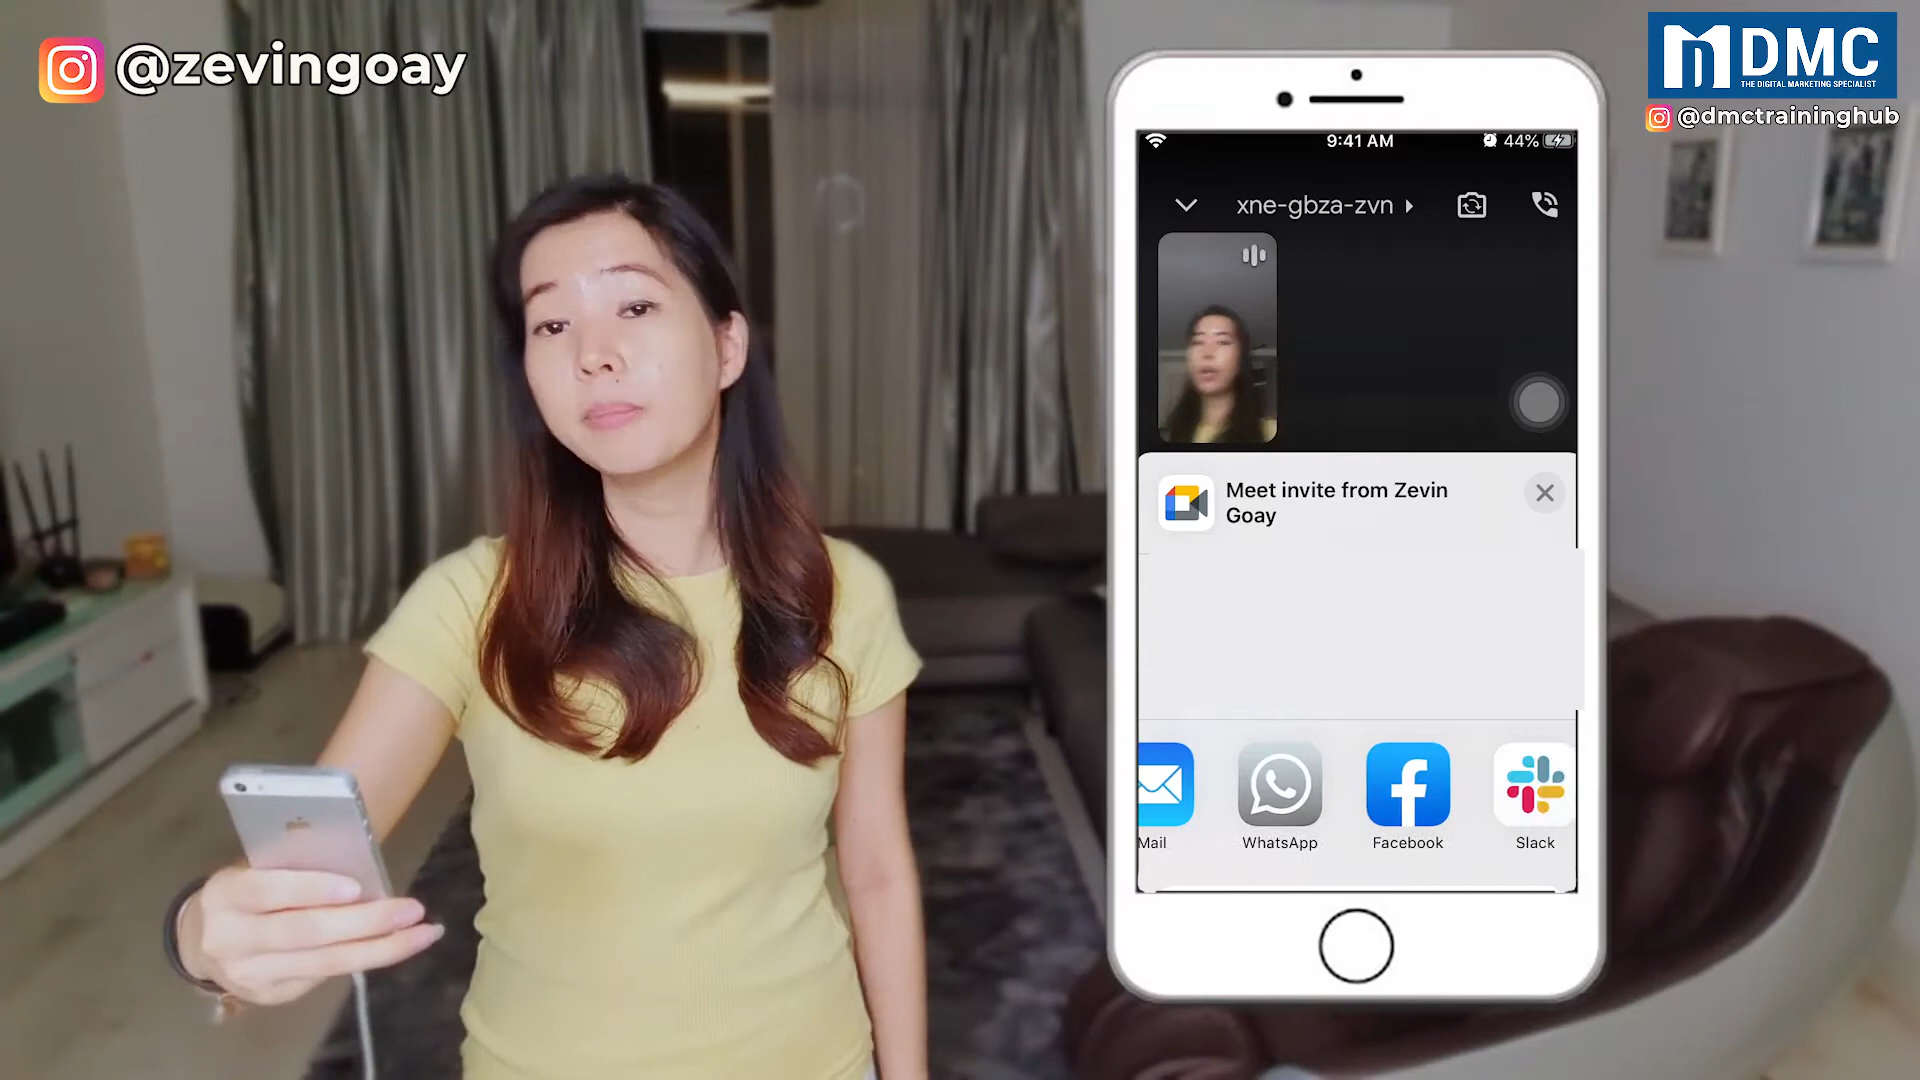 @zevingoay
DMC
THE DIGITAL MARKETING SPECIALIST
@dmctraininghub
9:41 AM
44%
xne-gbza-zvn
Meet invite from Zevin
Goay
Mail
WhatsApp
Facebook
Slack